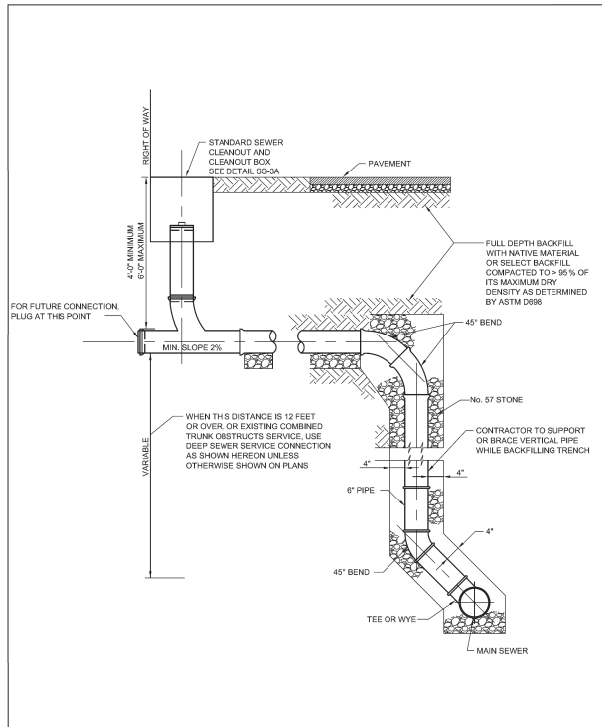 RIGHT OF WAY
STANDARD SEWER
CLEANOUT AND
CLEANOUT BOX
SEE DETAIL SG-3A
PAVEMENT
4'-0" MINIMUM
6'-0" MAXIMUM
FULL DEPTH BACKFILL
WITH NATIVE MATERIAL
OR SELECT BACKFILL
COMPACTED TO > 95 % OF
ITS MAXIMUM DRY
DENSITY AS DETERMINED
BY ASTM D698
FOR FUTURE CONNECTION,
PLUG AT THIS POINT
45° BEND
MIN. SLOPE 2%
No. 57 STONE
WHEN THIS DISTANCE IS 12 FEET
OR OVER, OR EXISTING COMBINED
TRUNK OBSTRUCTS SERVICE, USE
DEEP SEWER SERVICE CONNECTION
AS SHOWN HEREON UNLESS
OTHERWISE SHOWN ON PLANS
CONTRACTOR TO SUPPORT
OR BRACE VERTICAL PIPE
WHILE BACKFILLING TRENCH
VARIABLE
4"
4"
6" PIPE
4"
45° BEND
TEE OR WYE
MAIN SEWER